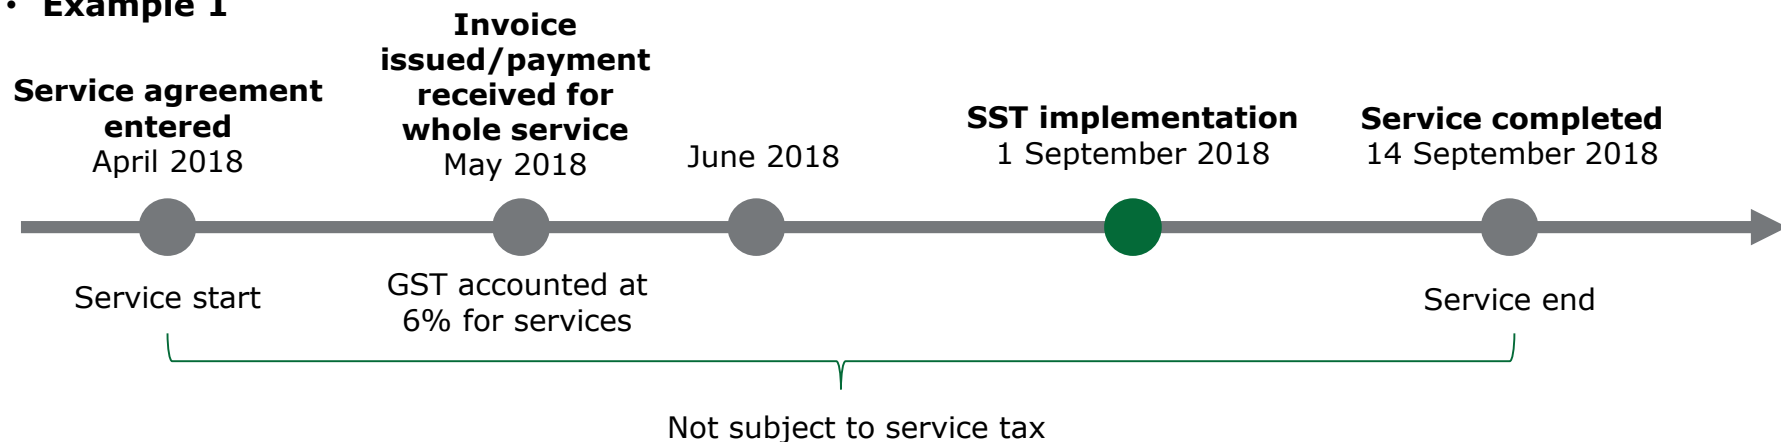 • Example 1
Service agreement
entered
April 2018
Invoice
issued/payment
received for
whole service
May 2018
June 2018
SST implementation
1 September 2018
Service completed
14 September 2018
Service start
GST accounted at
6% for services
Service end
Not subject to service tax